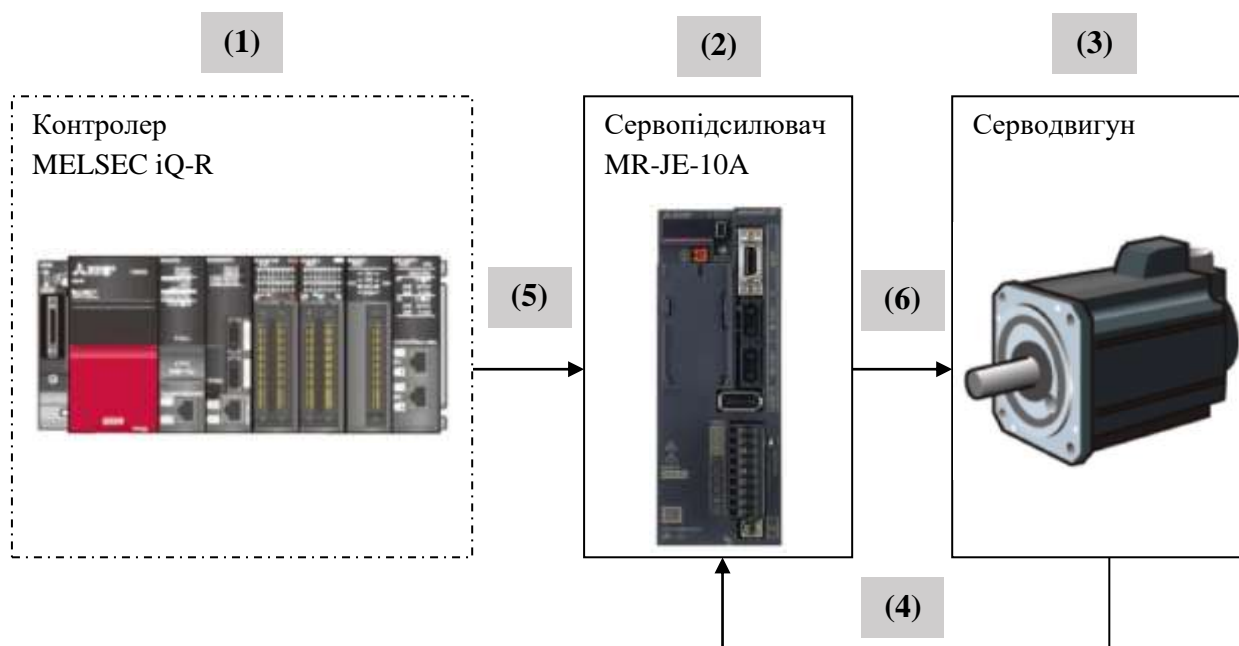 (1)
(2)
(3)
Контролер
MELSEC iQ-R
Сервопідсилювач
MR-JE-10A
Серводвигун
(5)
(6)
(4)